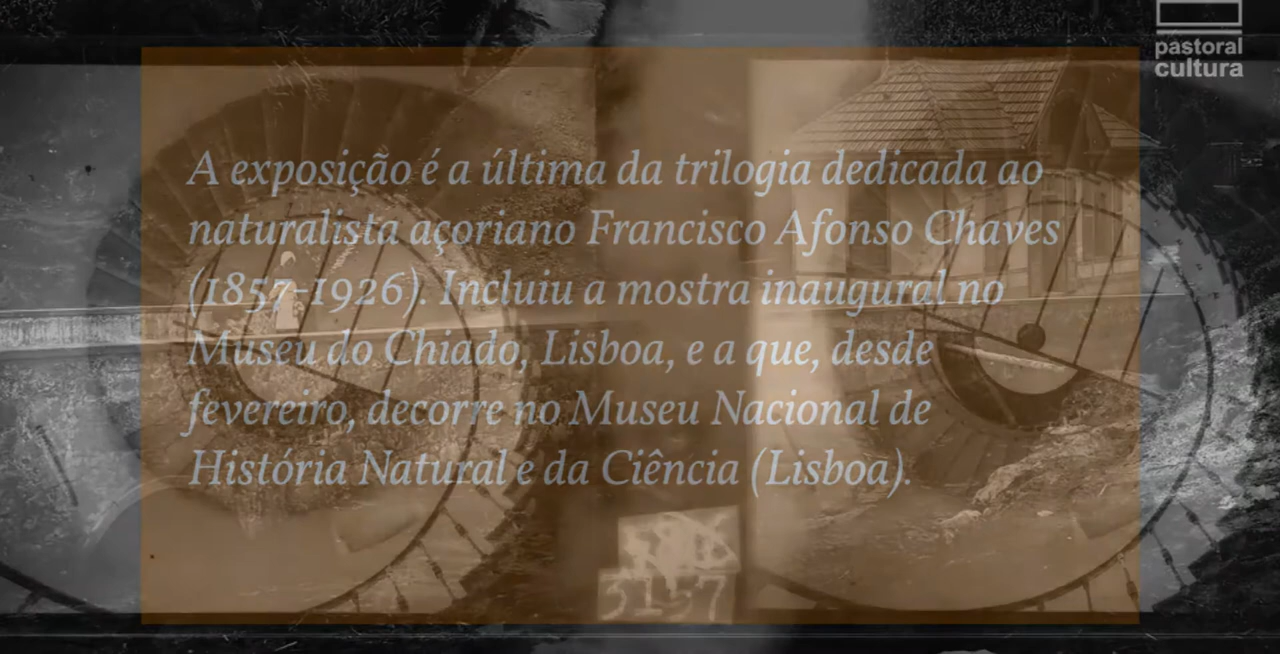 pastoral
cultura
A exposição é a última da trilogia dedicada ao
naturalista açoriano Francisco Afonso Chaves
(1857-1926). Incluiu a mostra inaugural no
Museu do Chiado, Lisboa, e a que, desde
fevereiro, decorre no Museu Nacional de
História Natural e da Ciência (Lisboa).
5157